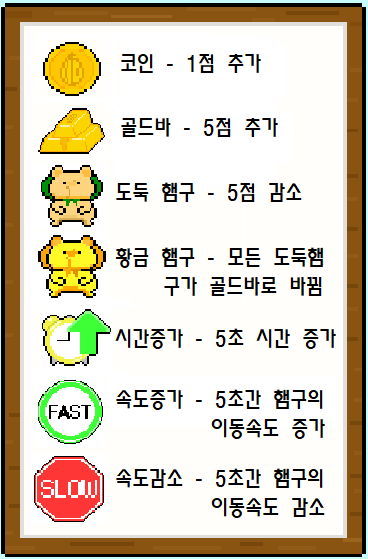 코인 - 1점 추가
골드바 - 5점 추가
도둑 햄구 - 5점 감소
황금 햄구 - 모든 도둑햄
구가 골드바로 바뀜
시간증가 - 5초 시간 증가
FAST
속도증가 - 5초간 햄구의
이동속도 증가
SLOW
속도감소 - 5초간 햄구의
이동속도 감소